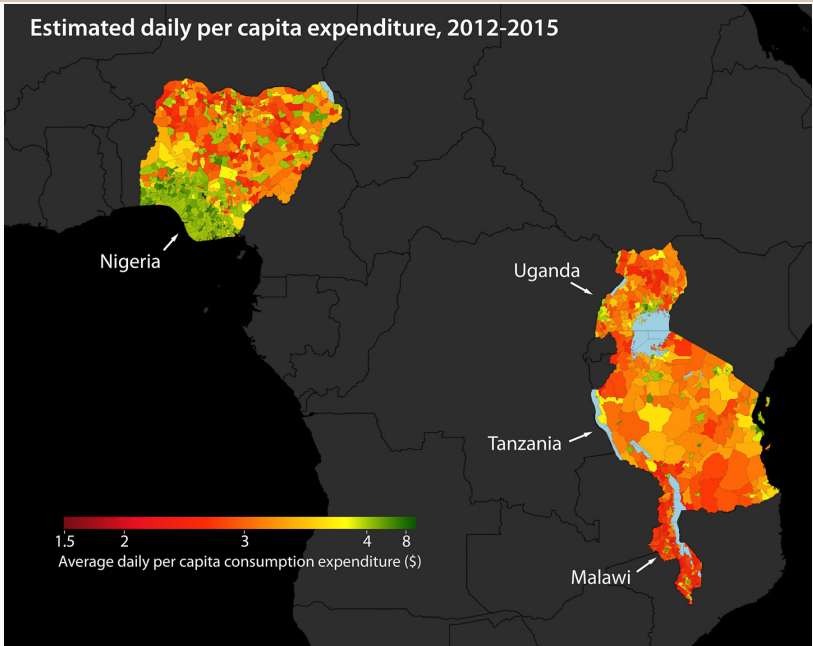 Estimated daily per capita expenditure, 2012-2015
Nigeria
Uganda
Tanzania
1.5 2 3 4 8
Average daily per capita consumption expenditure ($)
Malawi